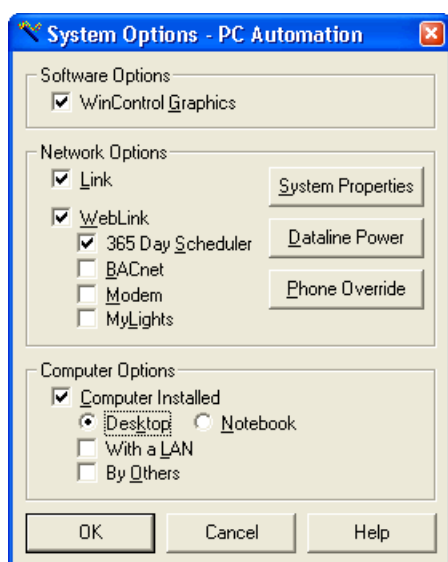 System Options - PC Automation
Software Options
WinControl Graphics
Network Options
Link
System Properties
WebLink
365 Day Scheduler
Dataline Power
BACnet
Modem
Phone Override
MyLights
Computer Options
Computer Installed
Desktop Notebook
With a LAN
By Others
OK Cancel Help